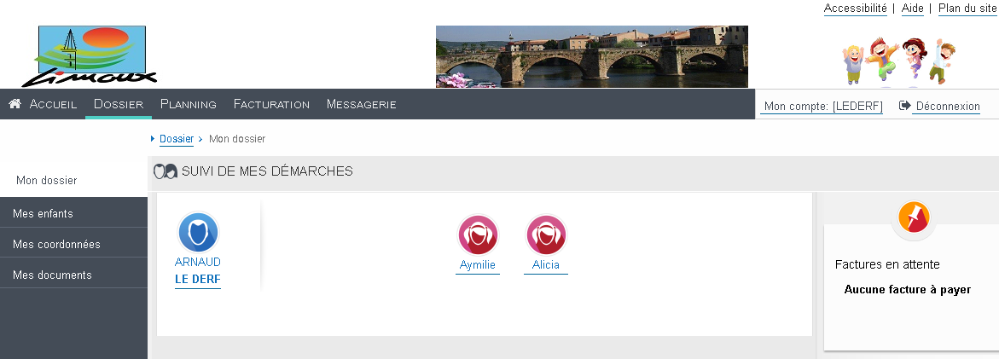 Accessibilité | Aide | Plan du site
Limoux
Accueil Dossier Planning Facturation Messagerie
Mon compte: [LEDERF] Déconnexion
Dossier › Mon dossier
SUIVI DE MES DÉMARCHES
Mon dossier
Mes enfants
Mes coordonnées
Mes documents
ARNAUD
LE DERF
Aymilie
Alicia
Factures en attente
Aucune facture à payer